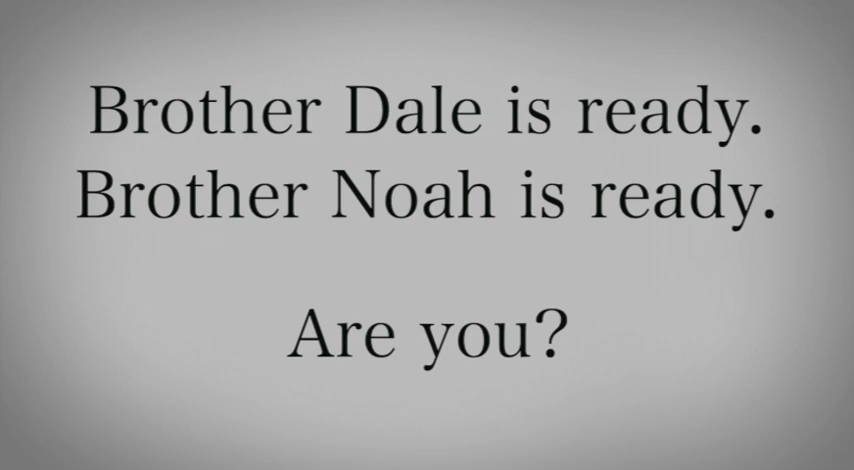 Brother Dale is ready.
Brother Noah is ready.
Are you?